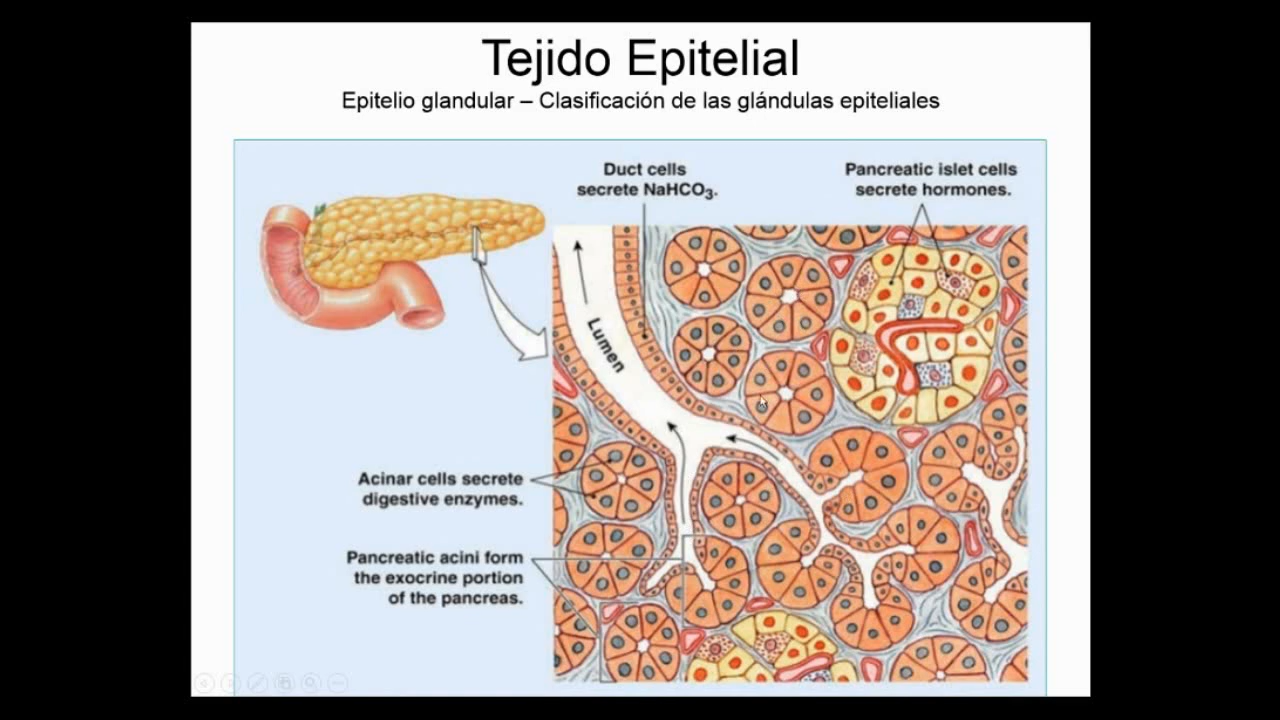 Tejido Epitelial
Epitelio glandular – Clasificación de las glándulas epiteliales
Duct cells
secrete NaHCO₃.
Pancreatic islet cells
secrete hormones.
Lumen
Acinar cells secrete
digestive enzymes.
Pancreatic acini form
the exocrine portion
of the pancreas.